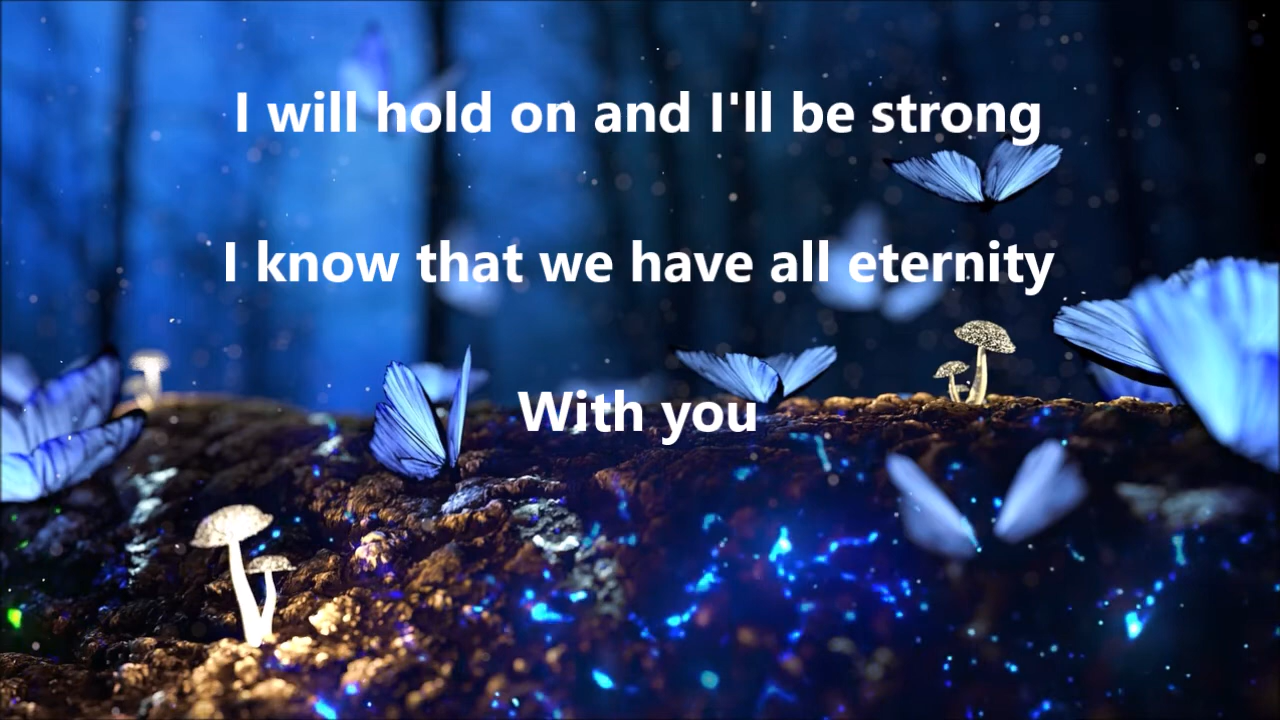 I will hold on and I'll be strong
I know that we have all eternity
With you